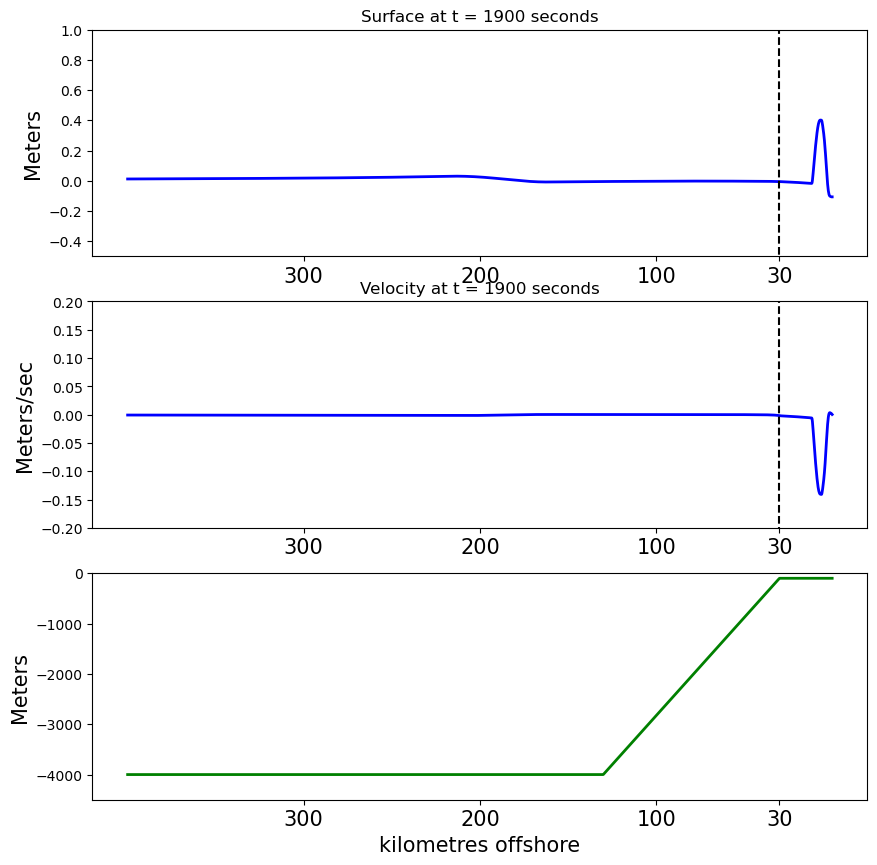 Surface at t = 1900 seconds
1.0
0.8
0.6
0.4
0.2
0.0
−0.2
−0.4
Meters
300 200 100 30
Velocity at t = 1900 seconds
0.20
0.15
0.10
0.05
0.00
−0.05
−0.10
−0.15
−0.20
Meters/sec
300 200 100 30
0
−1000
−2000
−3000
−4000
Meters
300 200 100 30
kilometres offshore